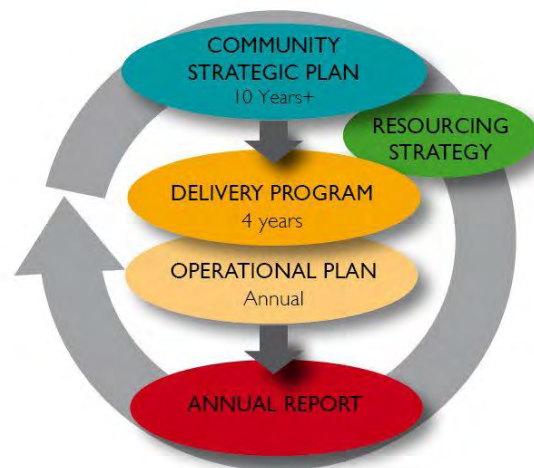 COMMUNITY
STRATEGIC PLAN
10 Years+
RESOURCING
STRATEGY
DELIVERY PROGRAM
4 years
OPERATIONAL PLAN
Annual
ANNUAL REPORT